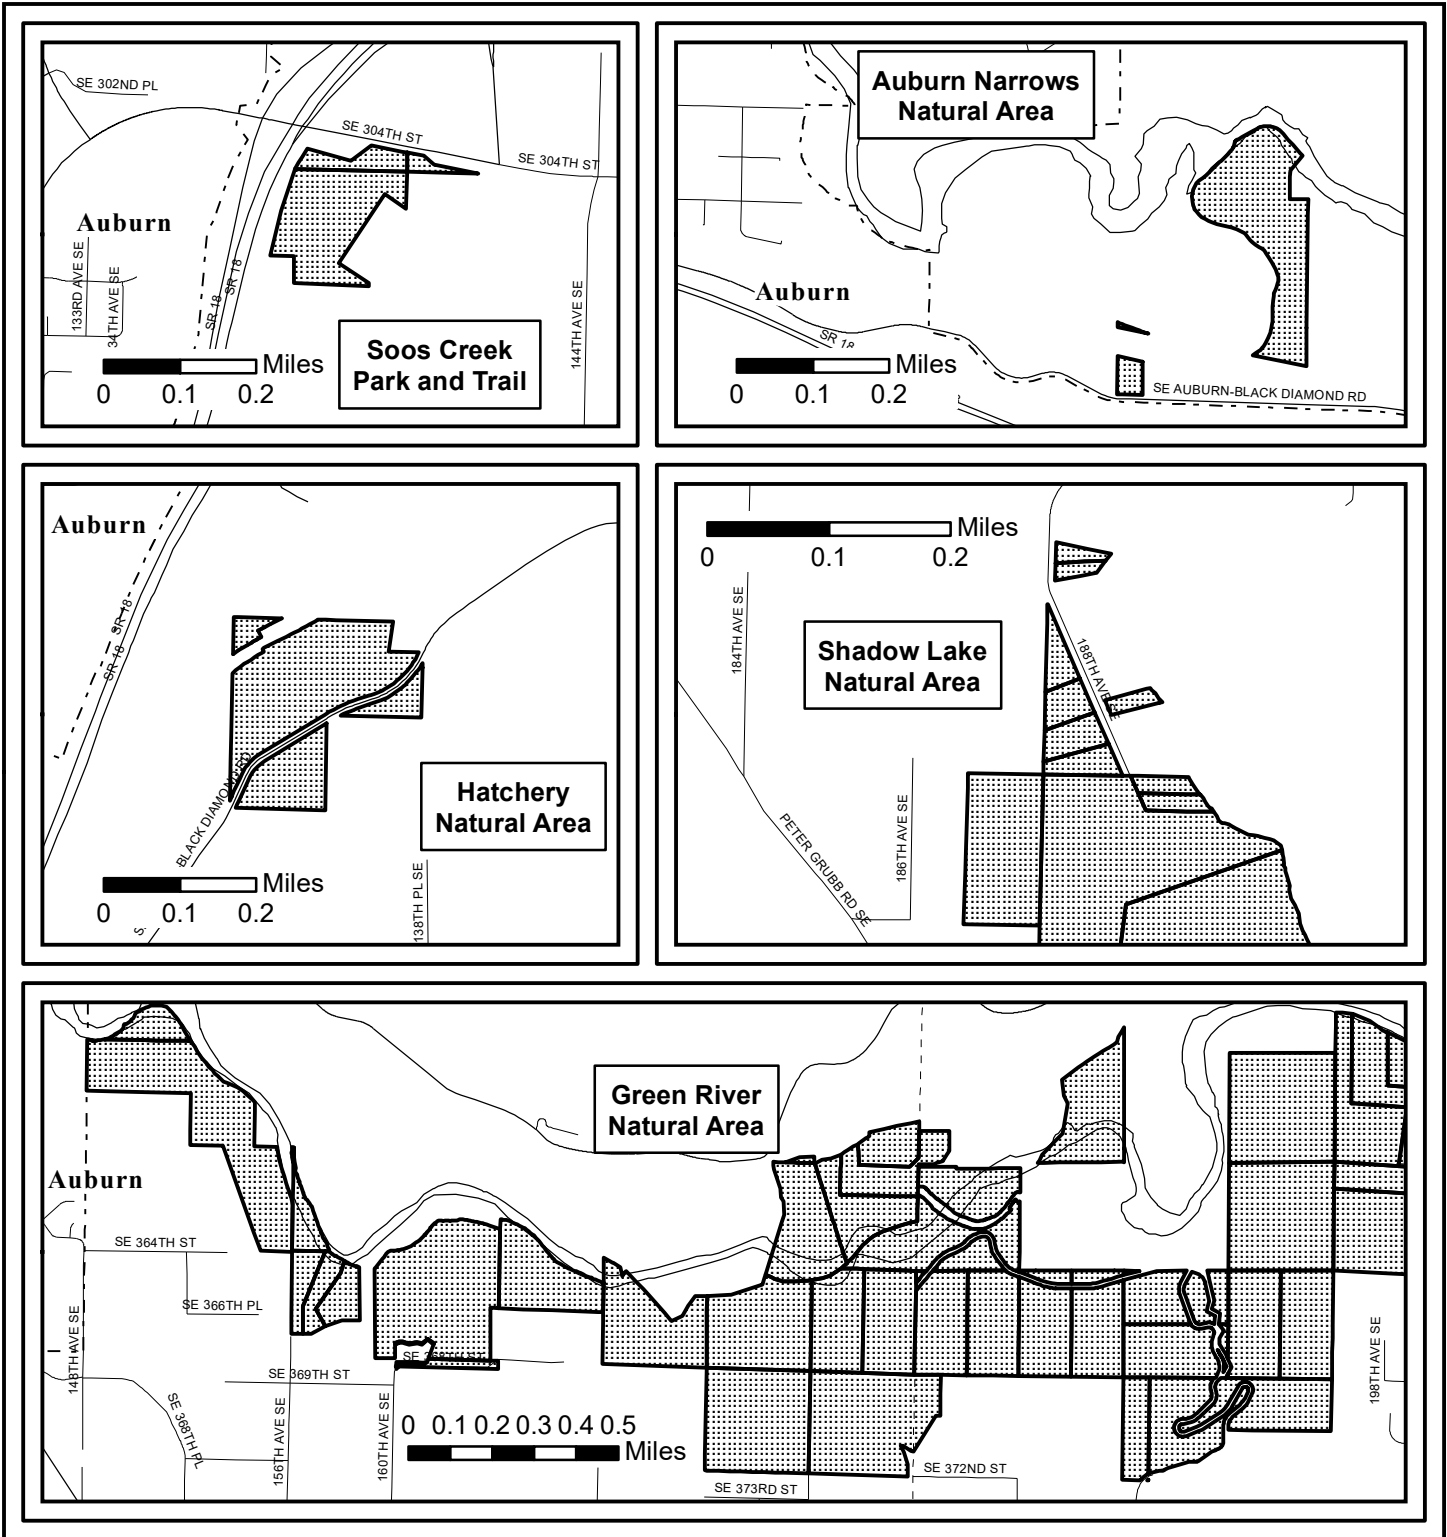 SE 302ND PL
SE 304TH ST
SE 304TH ST
Auburn
133RD AVE SE
34TH AVE SE
SR 18
SR 18
144TH AVE SE
Soos Creek
Park and Trail
Miles
0 0.1 0.2
Auburn Narrows
Natural Area
Auburn
SR 18
Miles
0 0.1 0.2
SE AUBURN-BLACK DIAMOND RD
Auburn
SR 18
SR 18
BLACK DIAMOND RD
Hatchery
Natural Area
138TH PL SE
Miles
0 0.1 0.2
S
Miles
0 0.1 0.2
184TH AVE SE
Shadow Lake
Natural Area
188TH AVE SE
PETER GRUBB RD SE
186TH AVE SE
Green River
Natural Area
Auburn
SE 364TH ST
SE 366TH PL
148TH AVE SE
SE 368TH ST
SE 369TH ST
SE 368TH PL
156TH AVE SE
160TH AVE SE
198TH AVE SE
0 0.1 0.2 0.3 0.4 0.5
Miles
SE 372ND ST
SE 373RD ST